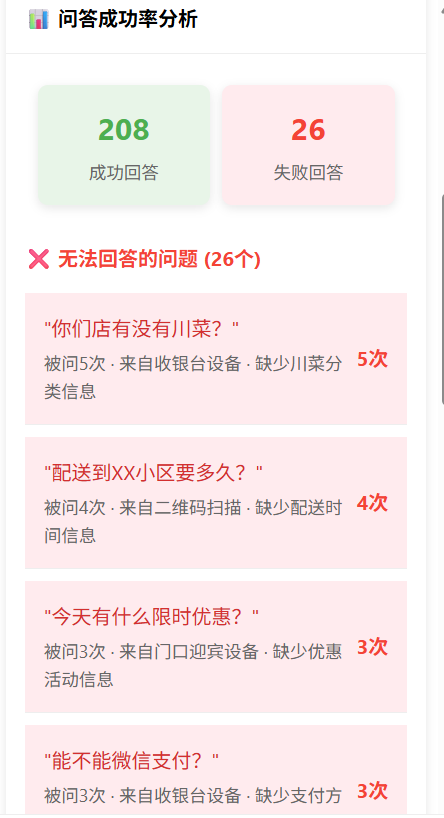 📊 问答成功率分析
208
成功回答
26
失败回答
❌ 无法回答的问题 (26个)
"你们店有没有川菜？"
被问5次 · 来自收银台设备 · 缺少川菜分
类信息
5次
"配送到XX小区要多久？"
被问4次 · 来自二维码扫描 · 缺少配送时
间信息
4次
"今天有什么限时优惠？"
被问3次 · 来自门口迎宾设备 · 缺少优惠
活动信息
3次
"能不能微信支付？"
被问3次 · 来自收银台设备 · 缺少支付方
3次